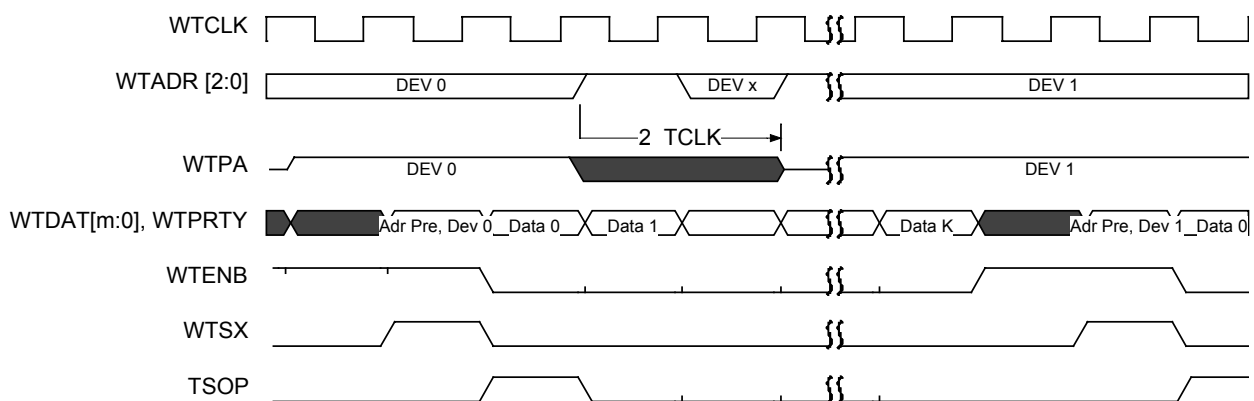 WTCLK
WTADR [2:0] DEV 0 DEV x DEV 1
2 TCLK
WTPA DEV 0 DEV 1
WTDAT[m:0], WTPRTY Adr Pre, Dev 0 Data 0 Data 1 Data K Adr Pre, Dev 1 Data 0
WTENB
WTSX
TSOP